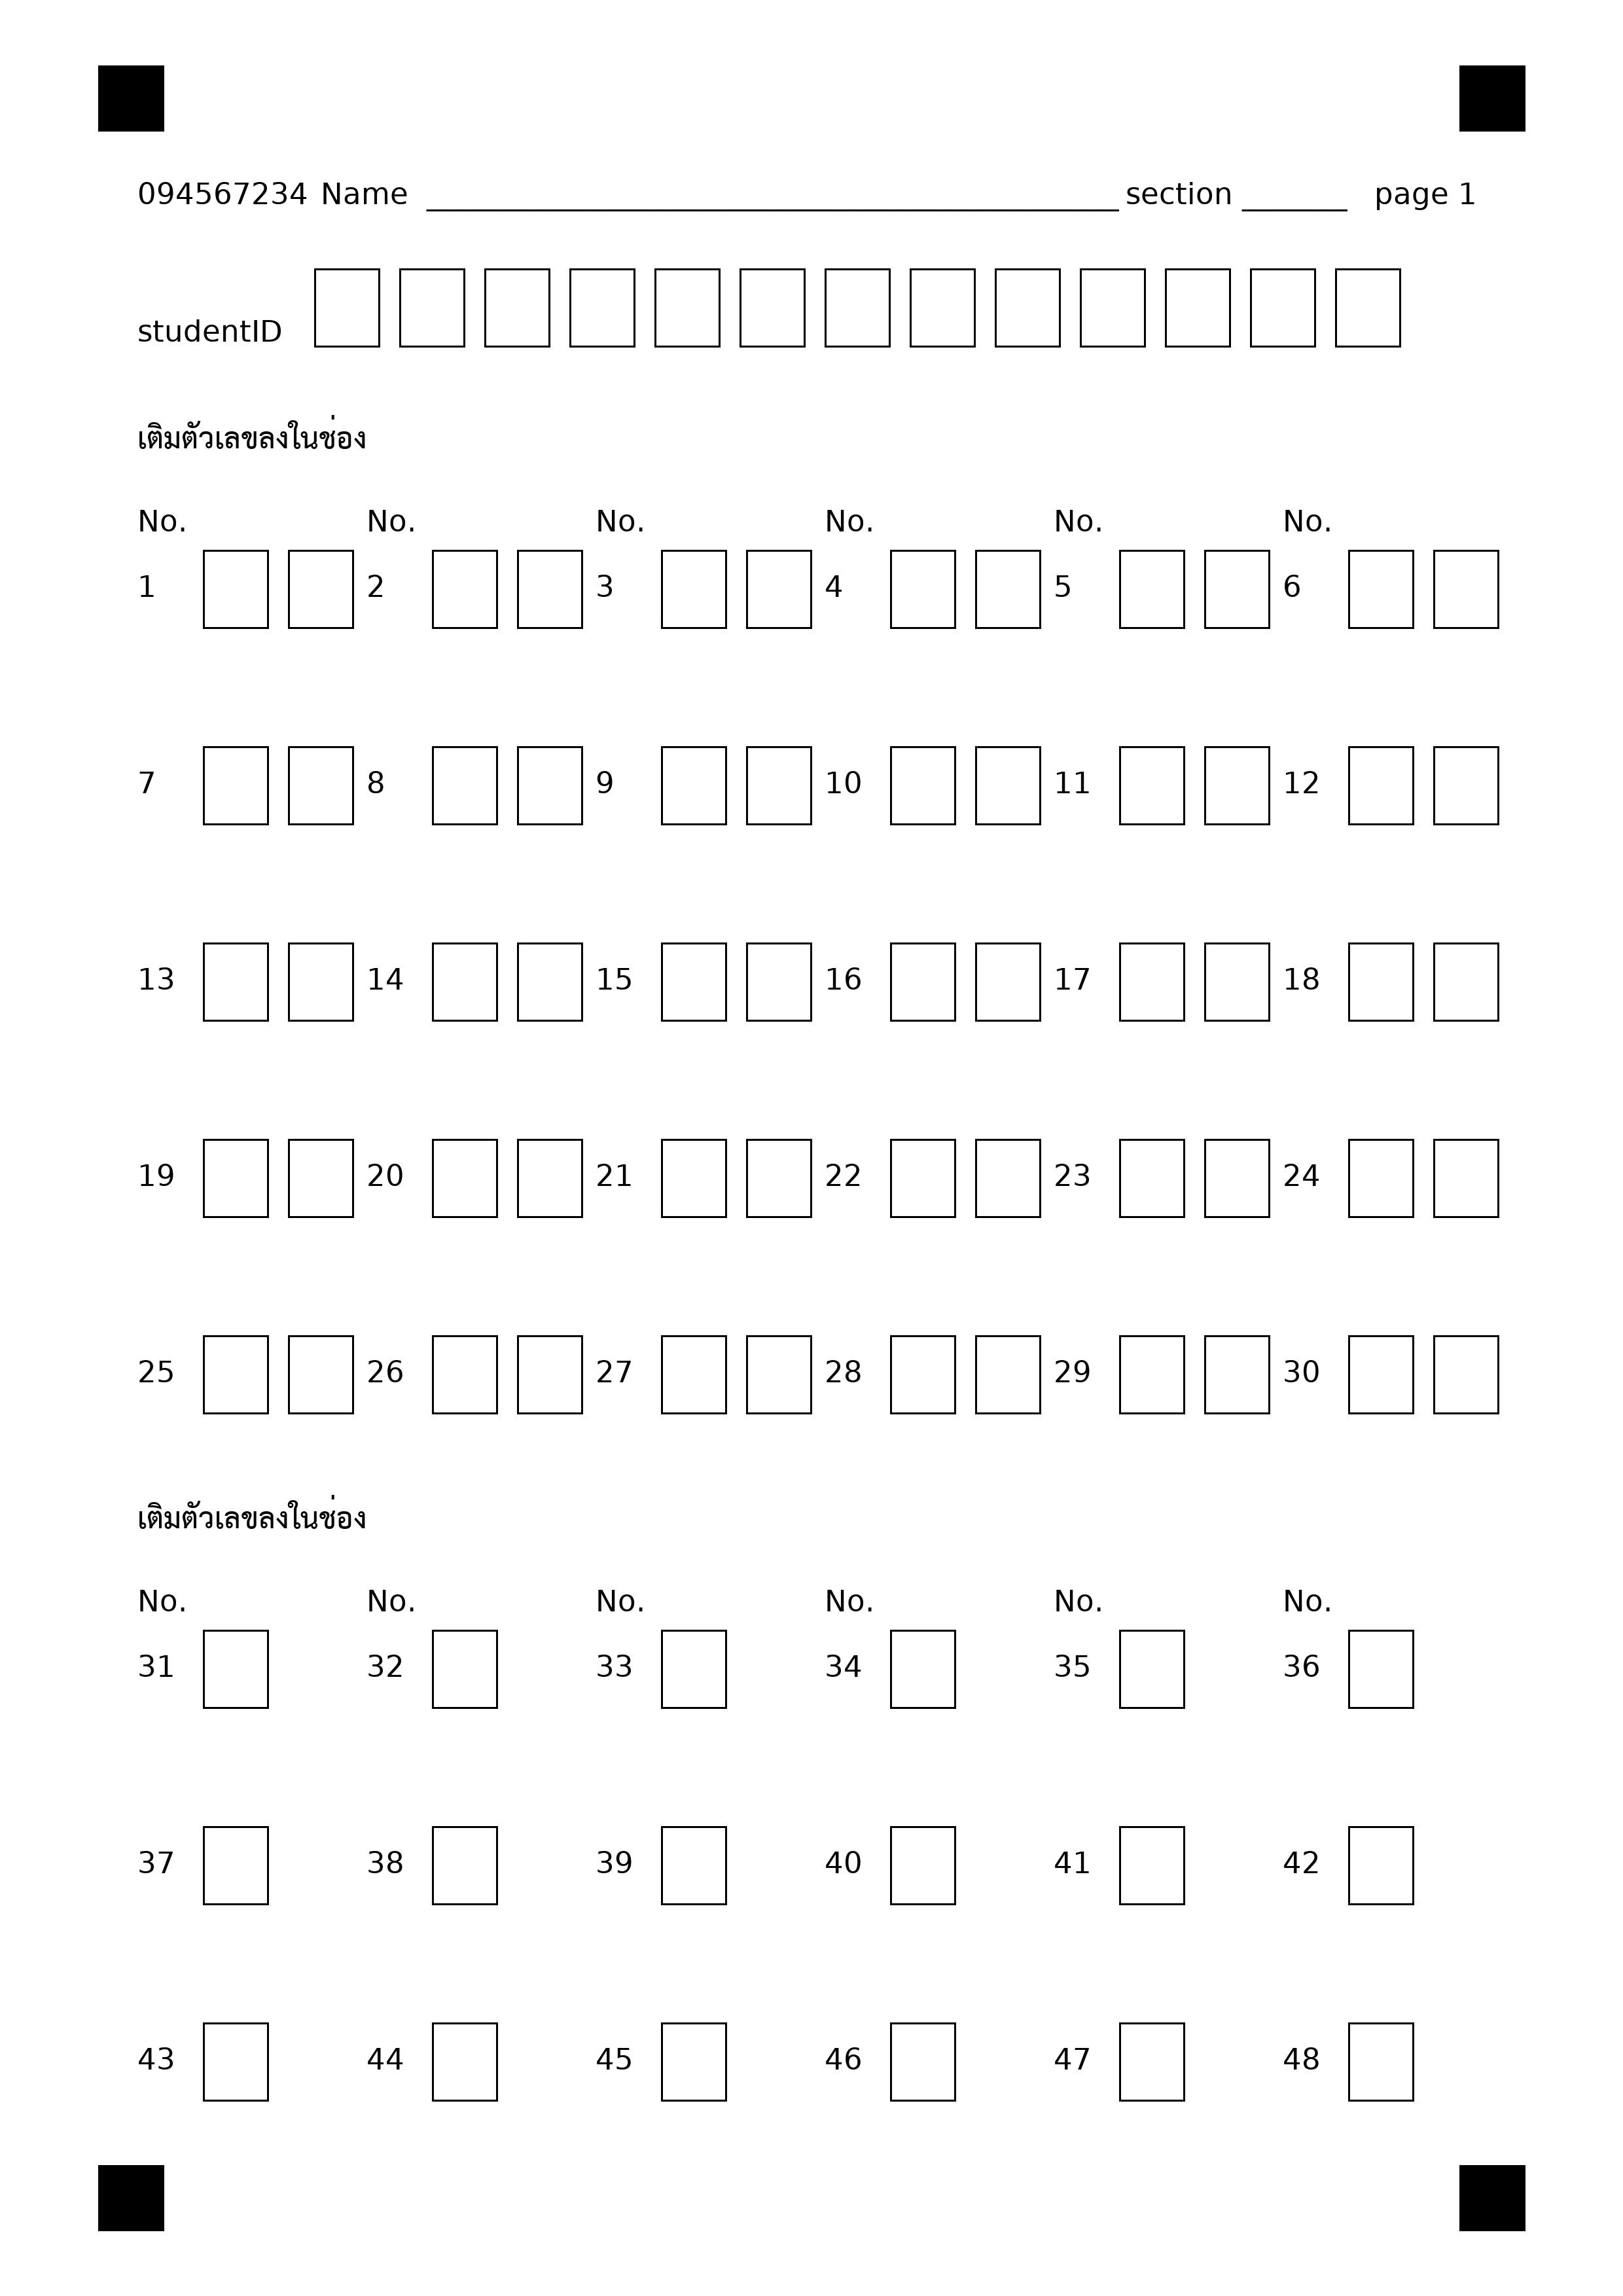 094567234 Name section page 1
studentID
เติมตัวเลขลงในช่อง
No. No. No. No. No. No.
1 2 3 4 5 6
7 8 9 10 11 12
13 14 15 16 17 18
19 20 21 22 23 24
25 26 27 28 29 30
เติมตัวเลขลงในช่อง
No. No. No. No. No. No.
31 32 33 34 35 36
37 38 39 40 41 42
43 44 45 46 47 48